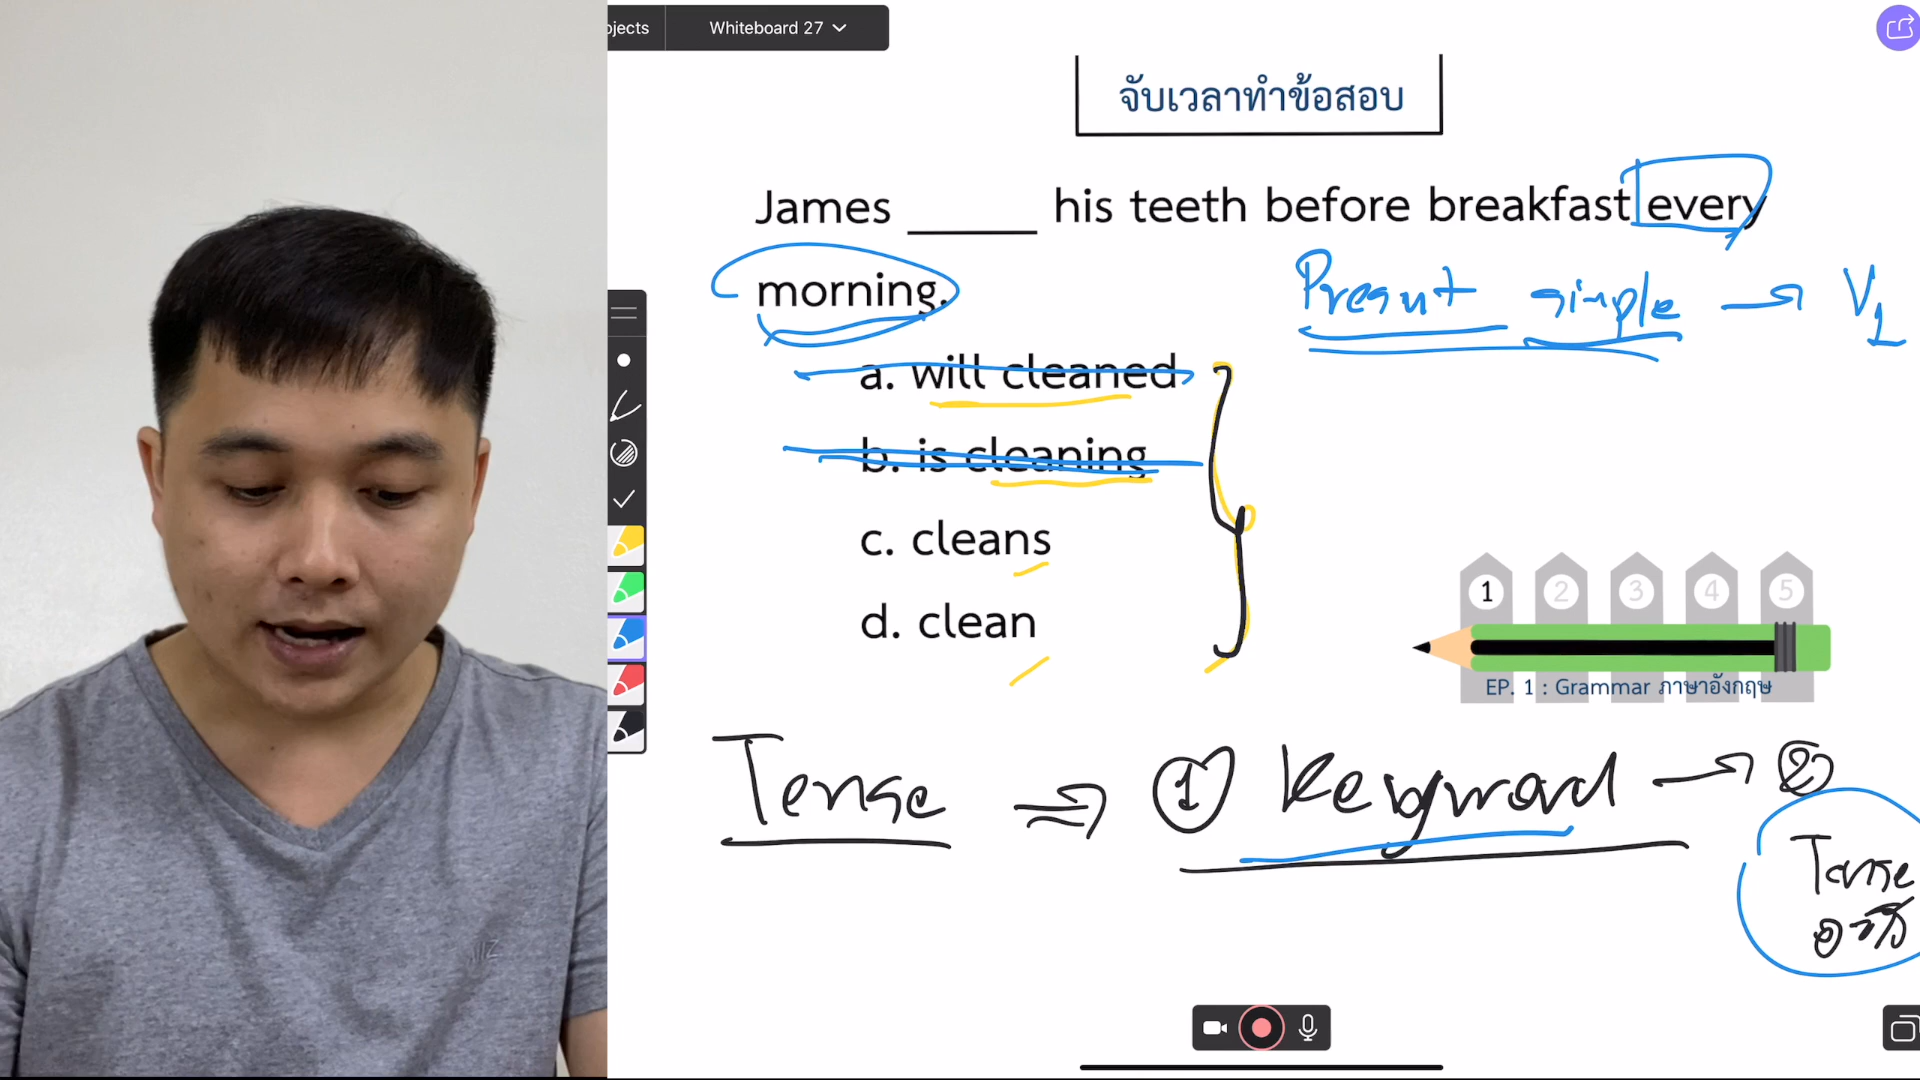 ojects Whiteboard 27
จับเวลาทำข้อสอบ
James _____ his teeth before breakfast every
morning.
Present simple → V1
a. will cleaned
b. is cleaning
c. cleans
d. clean
1 2 3 4 5
EP. 1 : Grammar ภาษาอังกฤษ
Tense ⇒ ① Keyword → ②
Tense